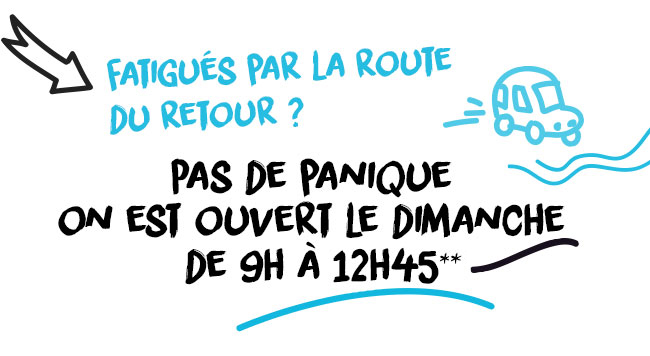 FATIGUÉS PAR LA ROUTE
DU RETOUR ?
PAS DE PANIQUE
ON EST OUVERT LE DIMANCHE
DE 9H À 12H45**